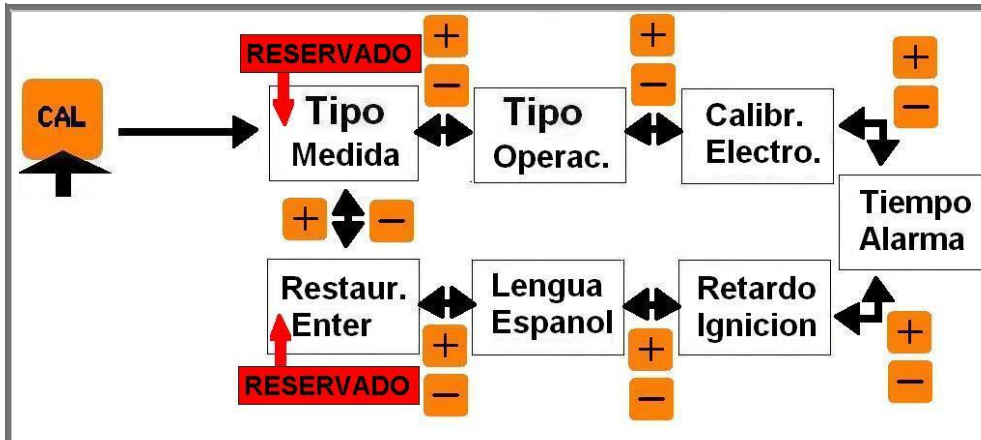 RESERVADO
+
+
+
−
−
−
CAL
Tipo
Medida
Tipo
Operac.
Calibr.
Electro.
Tiempo
Alarma
+
−
Restaur.
Enter
Lengua
Espanol
Retardo
Ignicion
+
+
+
−
−
−
RESERVADO